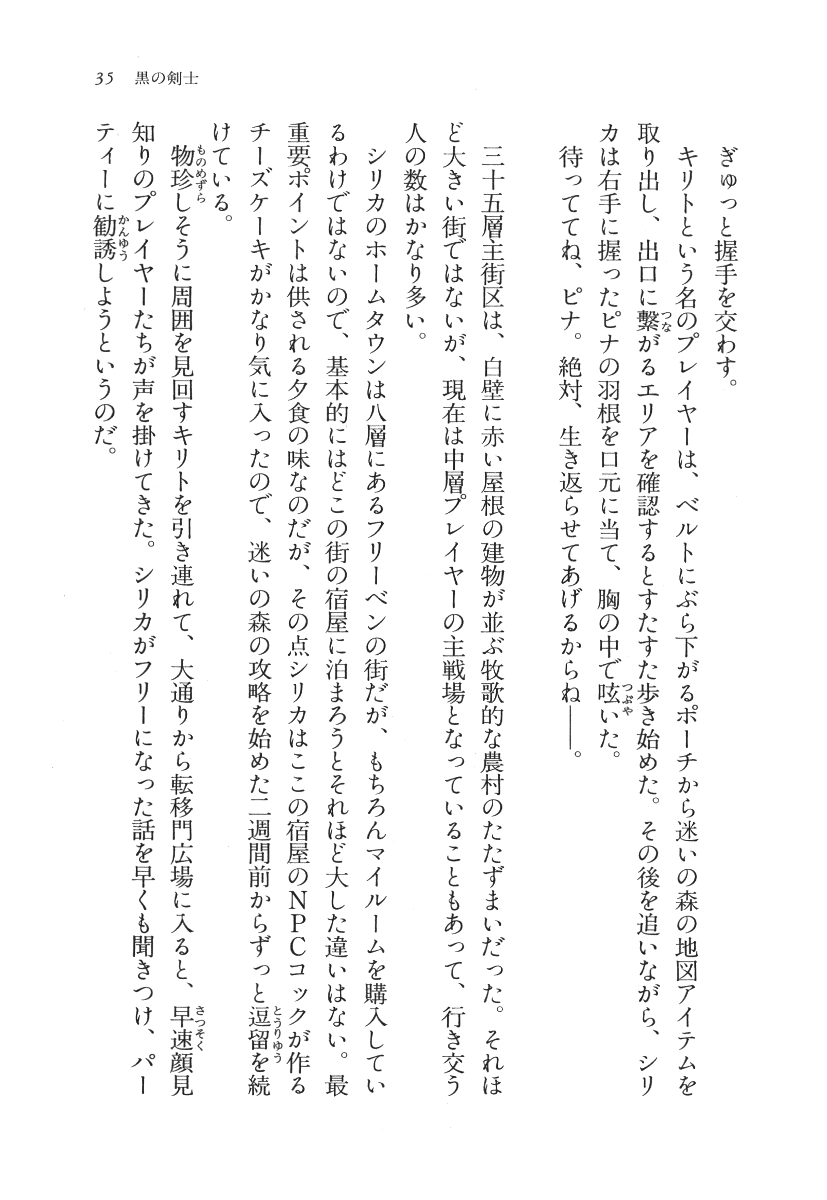 35 黒の剣士
ぎゅっと握手を交わす。
キリトという名のプレイヤーは、ベルトにぶら下がるポーチから迷いの森の地図アイテムを
取り出し、出口に繋がるエリアを確認するとすたすた歩き始めた。その後を追いながら、シリ
カは右手に握ったピナの羽根を口元に当て、胸の中で呟いた。
待っててね、ピナ。絶対、生き返らせてあげるからね——。
三十五層主街区は、白壁に赤い屋根の建物が並ぶ牧歌的な農村のたたずまいだった。それほ
ど大きい街ではないが、現在は中層プレイヤーの主戦場となっていることもあって、行き交う
人の数はかなり多い。
シリカのホームタウンは八層にあるフリーベンの街だが、もちろんマイルームを購入してい
るわけではないので、基本的にはどこの街の宿屋に泊まろうとそれほど大した違いはない。最
重要ポイントは供される夕食の味なのだが、その点シリカはここの宿屋のNPCコックが作る
チーズケーキがかなり気に入ったので、迷いの森の攻略を始めた二週間前からずっと逗留を続
けている。
物珍しそうに周囲を見回すキリトを引き連れて、大通りから転移門広場に入ると、早速顔見
知りのプレイヤーたちが声を掛けてきた。シリカがフリーになった話を早くも聞きつけ、パー
ティーに勧誘しようというのだ。